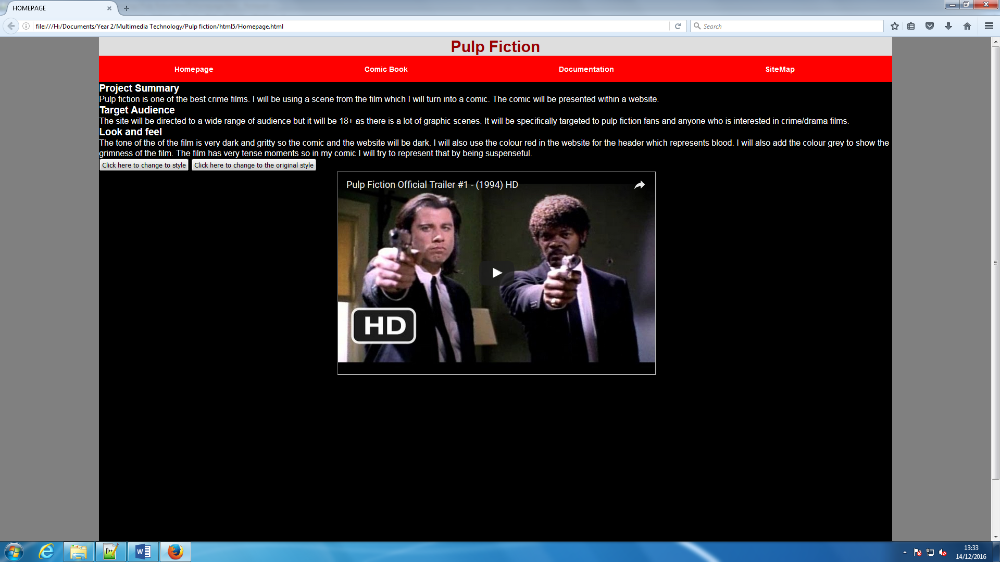 HOMEPAGE
file:///H:/Documents/Year 2/Multimedia Technology/Pulp fiction/html5/Homepage.html
Search
Pulp Fiction
Homepage
Comic Book
Documentation
SiteMap
Project Summary
Pulp fiction is one of the best crime films. I will be using a scene from the film which I will turn into a comic. The comic will be presented within a website.
Target Audience
The site will be directed to a wide range of audience but it will be 18+ as there is a lot of graphic scenes. It will be specifically targeted to pulp fiction fans and anyone who is interested in crime/drama films.
Look and feel
The tone of the of the film is very dark and gritty so the comic and the website will be dark. I will also use the colour red in the website for the header which represents blood. I will also add the colour grey to show the
grimness of the film. The film has very tense moments so in my comic I will try to represent that by being suspenseful.
Click here to change to style
Click here to change to the original style
Pulp Fiction Official Trailer #1 - (1994) HD
HD
13:33
14/12/2016